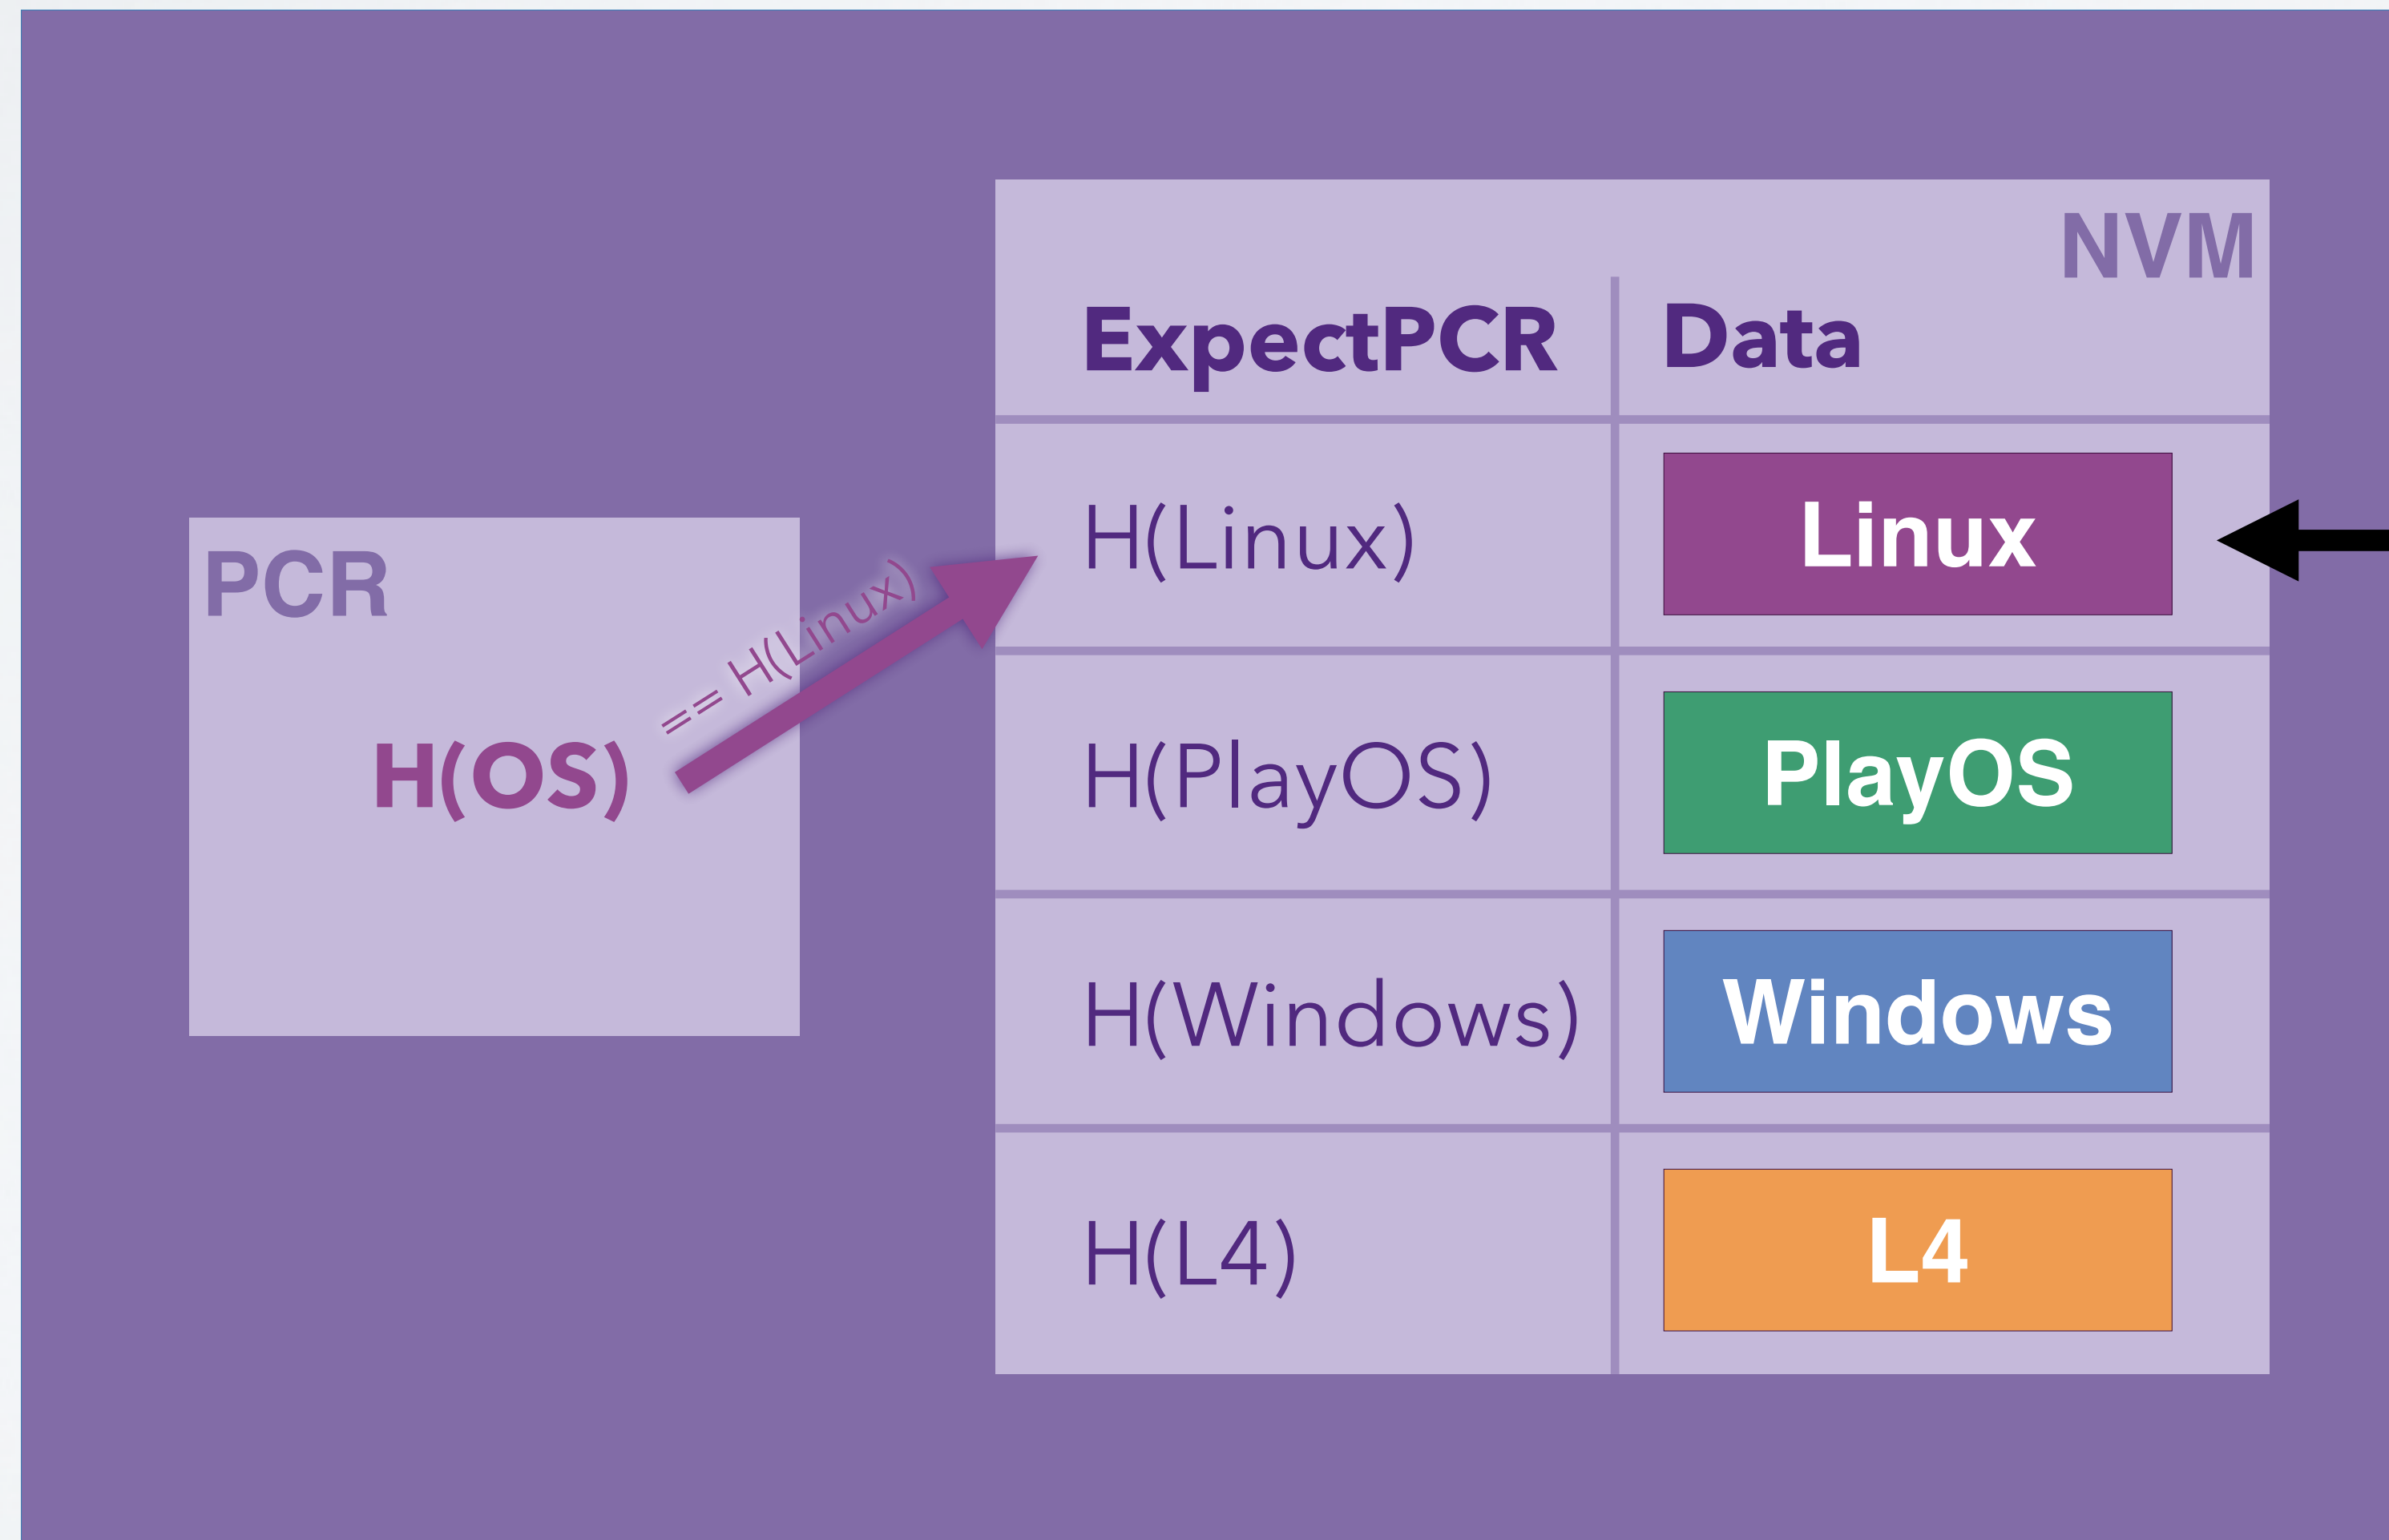 NVM
ExpectPCR Data
H(Linux) Linux
PCR
== H(Linux)
H(OS)
H(PlayOS) PlayOS
H(Windows) Windows
H(L4) L4